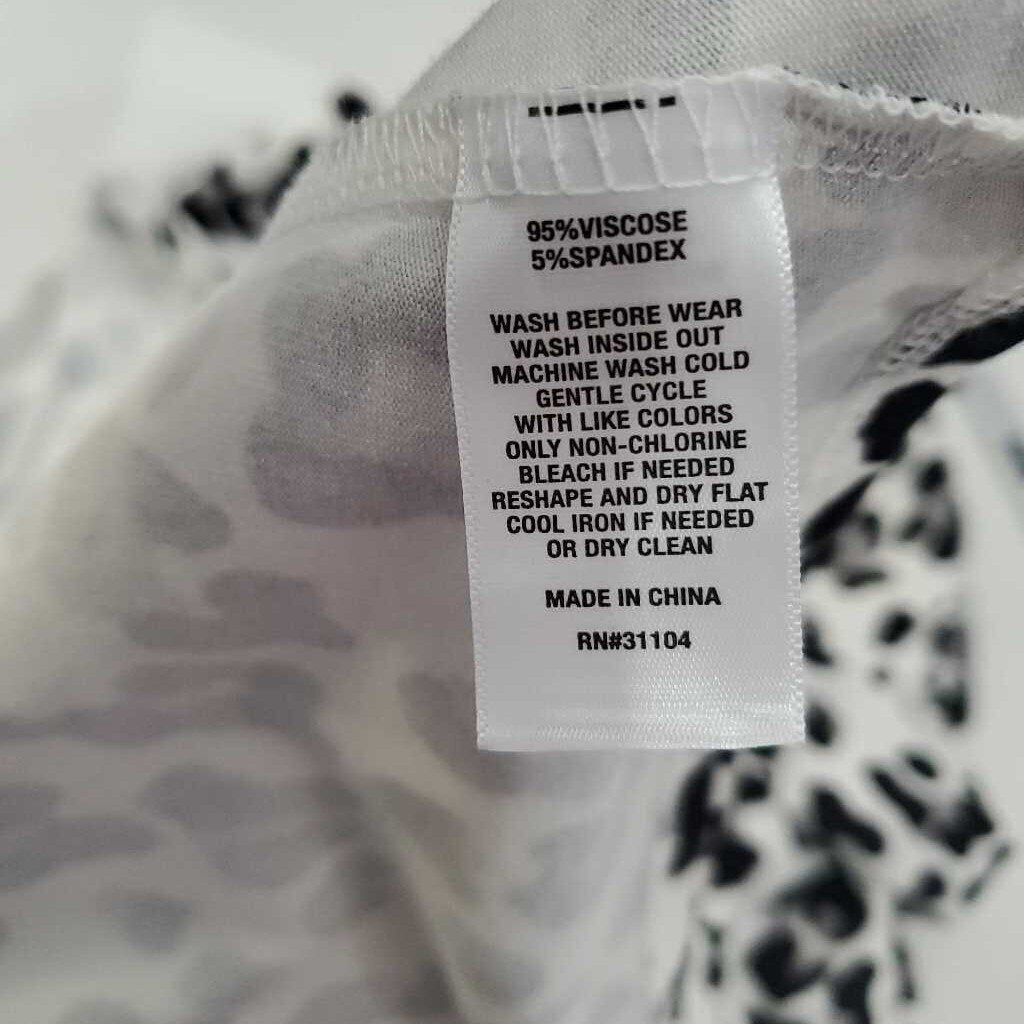 95%VISCOSE
5%SPANDEX
WASH BEFORE WEAR
WASH INSIDE OUT
MACHINE WASH COLD
GENTLE CYCLE
WITH LIKE COLORS
ONLY NON-CHLORINE
BLEACH IF NEEDED
RESHAPE AND DRY FLAT
COOL IRON IF NEEDED
OR DRY CLEAN
MADE IN CHINA
RN#31104